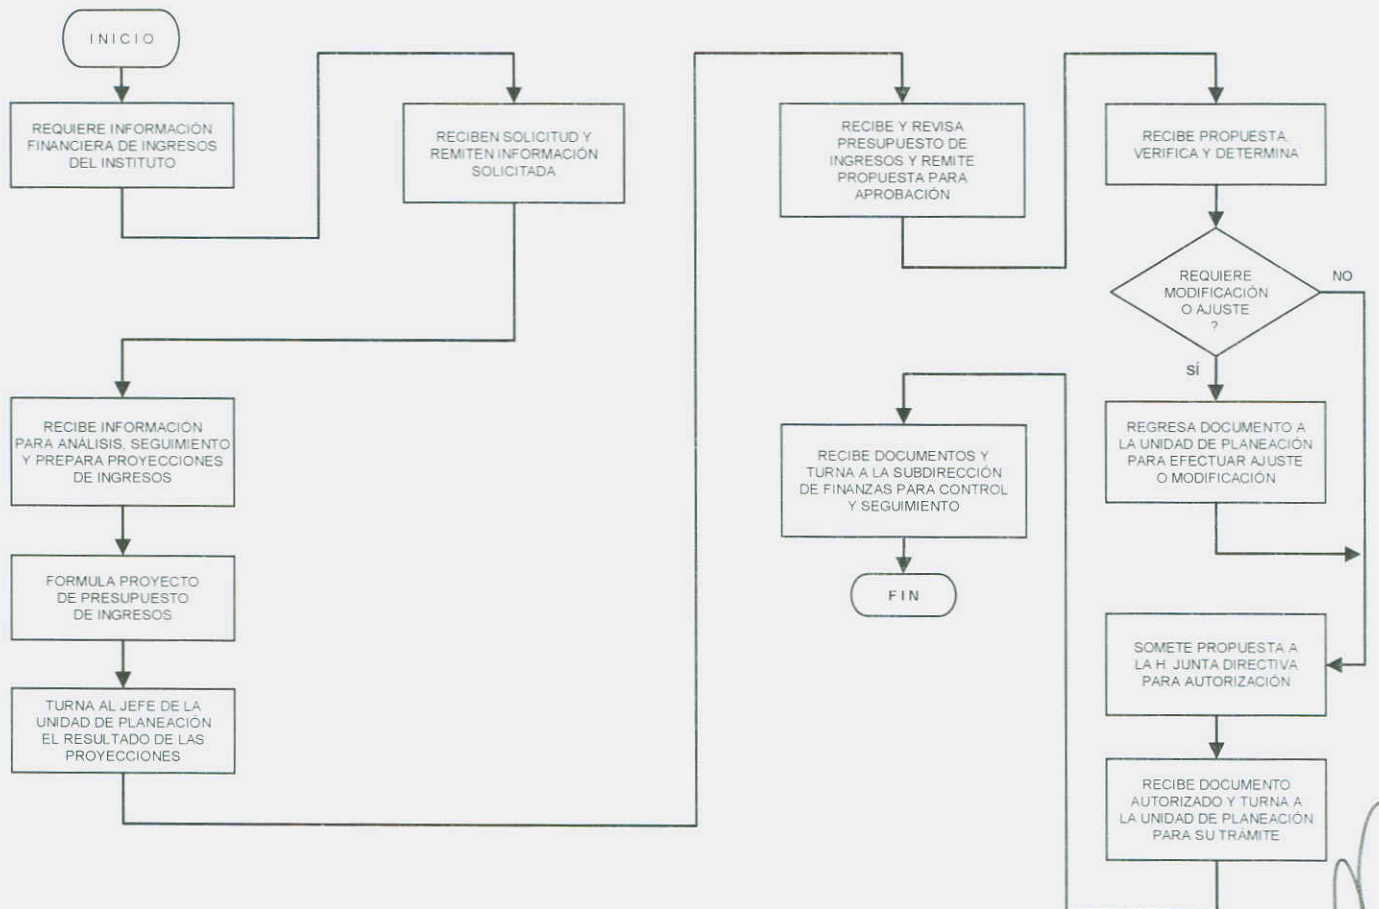 INICIO
REQUIERE INFORMACIÓN
FINANCIERA DE INGRESOS
DEL INSTITUTO
RECIBEN SOLICITUD Y
REMITEN INFORMACIÓN
SOLICITADA
RECIBE INFORMACIÓN
PARA ANÁLISIS, SEGUIMIENTO
Y PREPARA PROYECCIONES
DE INGRESOS
FORMULA PROYECTO
DE PRESUPUESTO
DE INGRESOS
TURNA AL JEFE DE LA
UNIDAD DE PLANEACIÓN
EL RESULTADO DE LAS
PROYECCIONES
RECIBE Y REVISA
PRESUPUESTO DE
INGRESOS Y REMITE
PROPUESTA PARA
APROBACIÓN
RECIBE PROPUESTA,
VERIFICA Y DETERMINA
REQUIERE
MODIFICACIÓN
O AJUSTE
?
NO
sí
REGRESA DOCUMENTO A
LA UNIDAD DE PLANEACIÓN
PARA EFECTUAR AJUSTE
O MODIFICACIÓN
SOMETE PROPUESTA A
LA H. JUNTA DIRECTIVA
PARA AUTORIZACIÓN
RECIBE DOCUMENTO
AUTORIZADO Y TURNA A
LA UNIDAD DE PLANEACIÓN
PARA SU TRÁMITE
RECIBE DOCUMENTOS Y
TURNA A LA SUBDIRECCIÓN
DE FINANZAS PARA CONTROL
Y SEGUIMIENTO
FIN